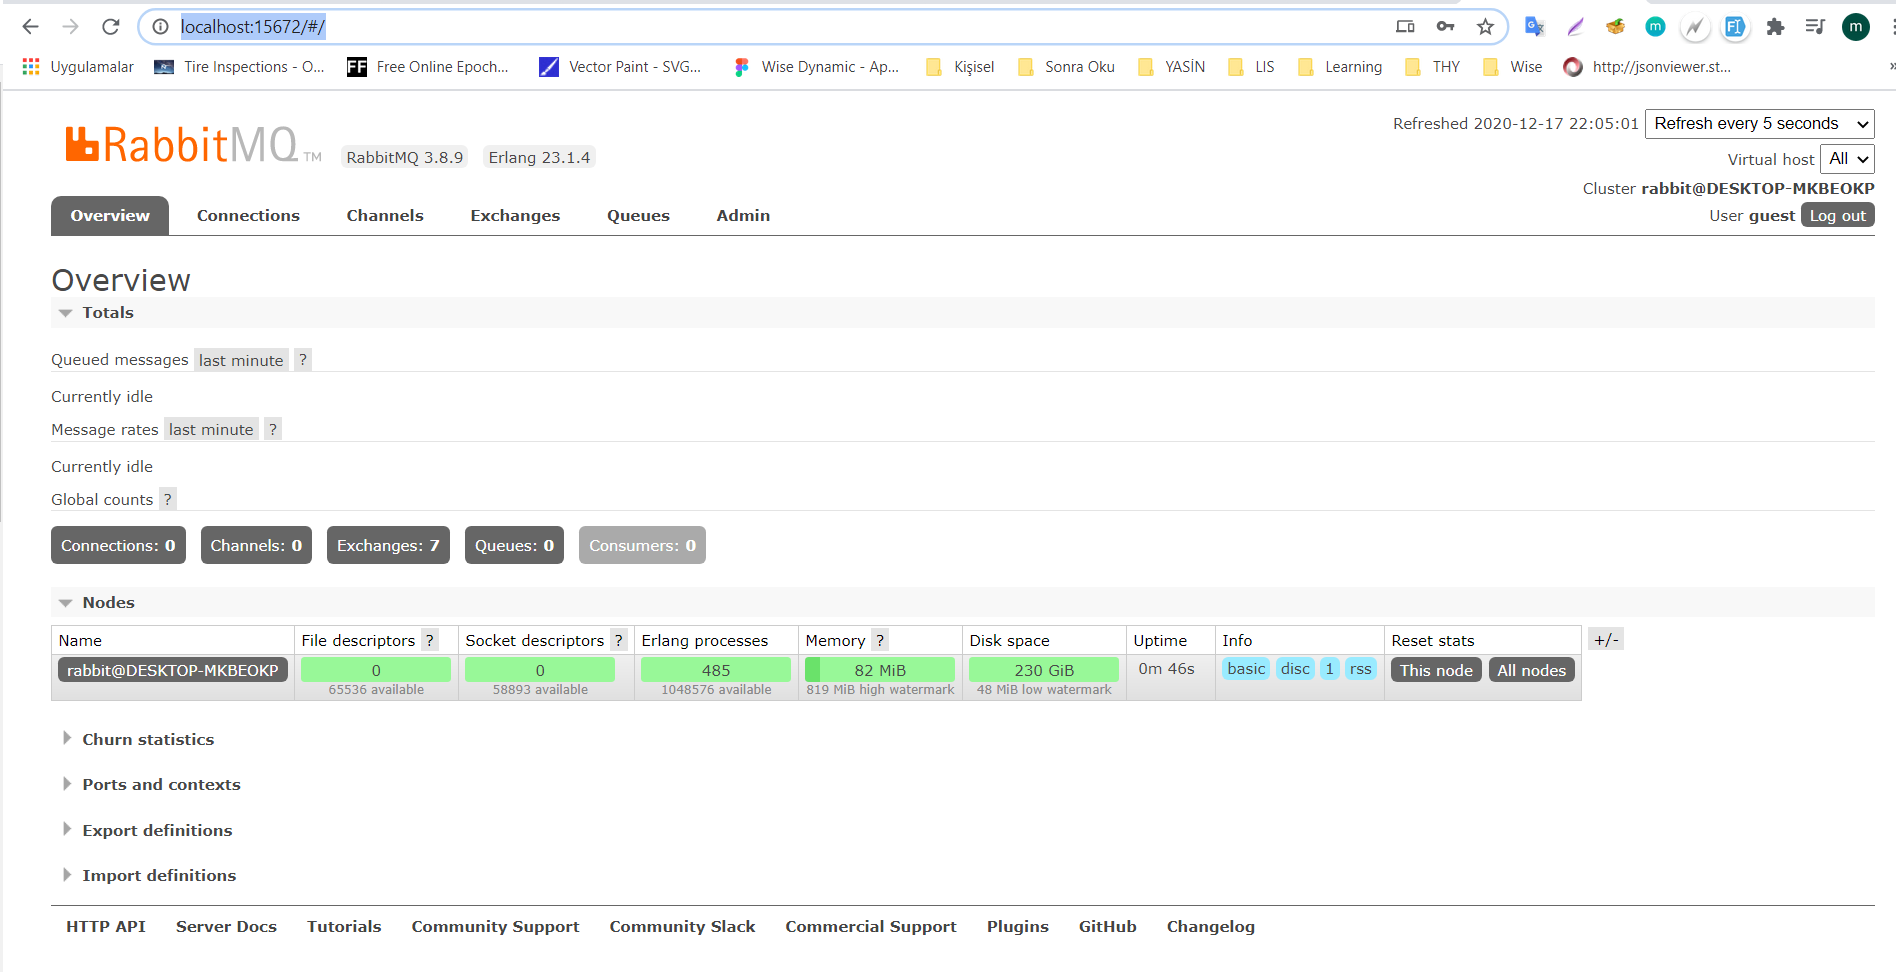 localhost:15672/#/
m
m
Uygulamalar Tire Inspections - O... FF Free Online Epoch... Vector Paint - SVG... Wise Dynamic - Ap... Kişisel Sonra Oku YASİN LIS Learning THY Wise http://jsonviewer.st... »
RabbitMQ TM RabbitMQ 3.8.9 Erlang 23.1.4
Refreshed 2020-12-17 22:05:01 Refresh every 5 seconds
Virtual host All
Cluster rabbit@DESKTOP-MKBEOKP
User guest Log out
Overview Connections Channels Exchanges Queues Admin
Overview
Totals
Queued messages last minute ?
Currently idle
Message rates last minute ?
Currently idle
Global counts ?
Connections: 0 Channels: 0 Exchanges: 7 Queues: 0 Consumers: 0
Nodes
Name File descriptors ? Socket descriptors ? Erlang processes Memory ? Disk space Uptime Info Reset stats +/-
rabbit@DESKTOP-MKBEOKP 0 0 485 82 MiB 230 GiB 0m 46s basic disc 1 rss This node All nodes
65536 available 58893 available 1048576 available 819 MiB high watermark 48 MiB low watermark
Churn statistics
Ports and contexts
Export definitions
Import definitions
HTTP API Server Docs Tutorials Community Support Community Slack Commercial Support Plugins GitHub Changelog